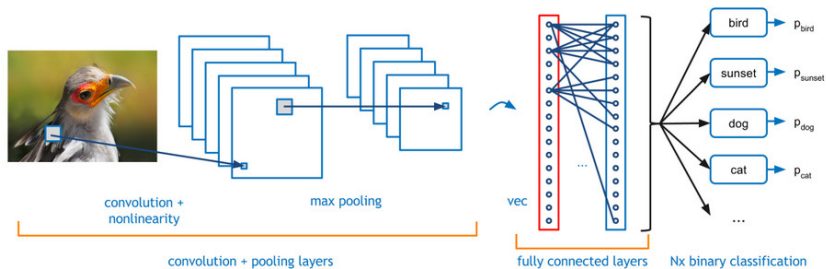 bird
p_bird
sunset
p_sunset
dog
p_dog
cat
p_cat
...
...
convolution +
nonlinearity
max pooling
vec
convolution + pooling layers
fully connected layers
Nx binary classification